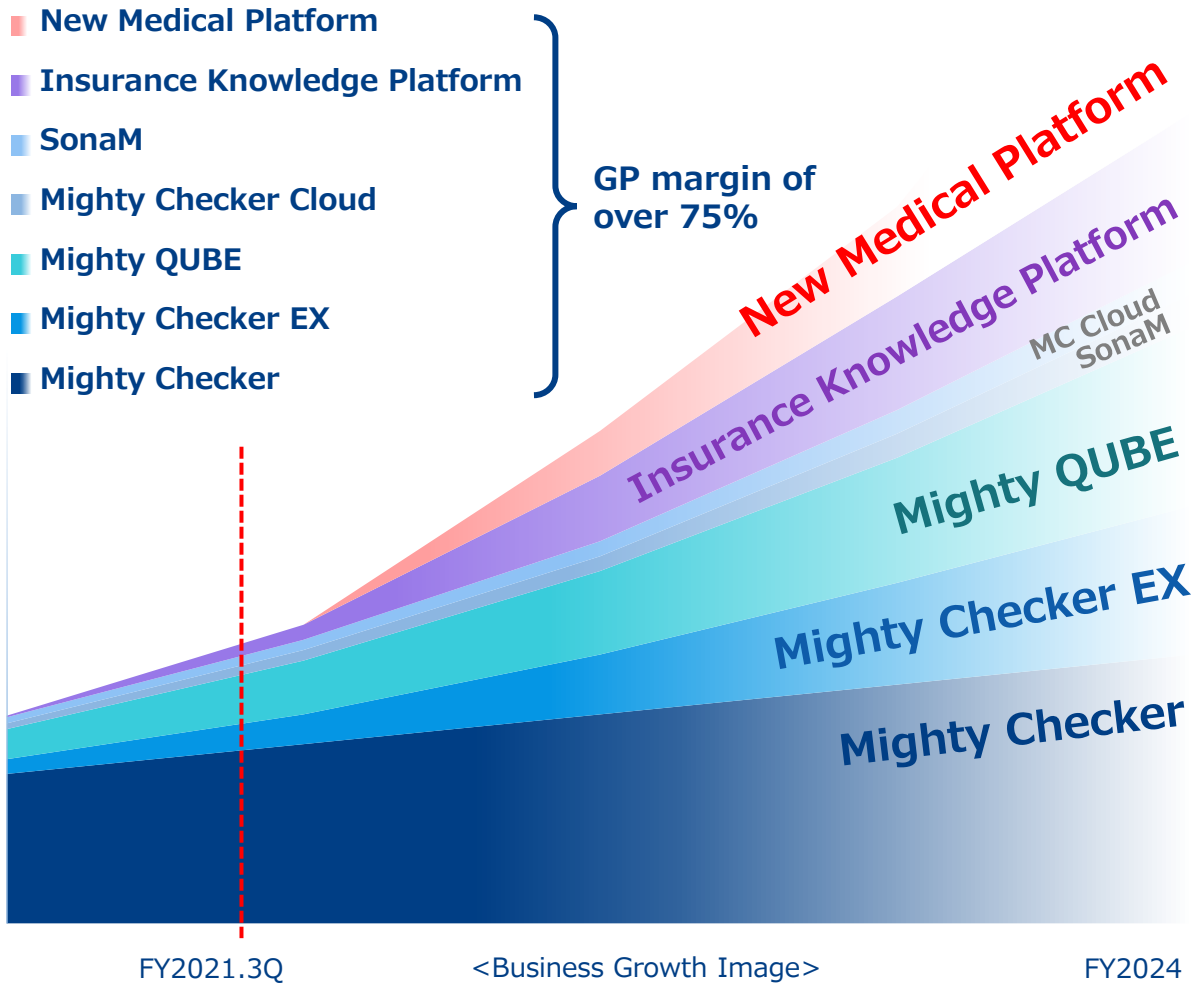 New Medical Platform
Insurance Knowledge Platform
SonaM
Mighty Checker Cloud
Mighty QUBE
Mighty Checker EX
Mighty Checker
GP margin of
over 75%
New Medical Platform
Insurance Knowledge Platform
MC Cloud
SonaM
Mighty QUBE
Mighty Checker EX
Mighty Checker
FY2021.3Q
<Business Growth Image>
FY2024